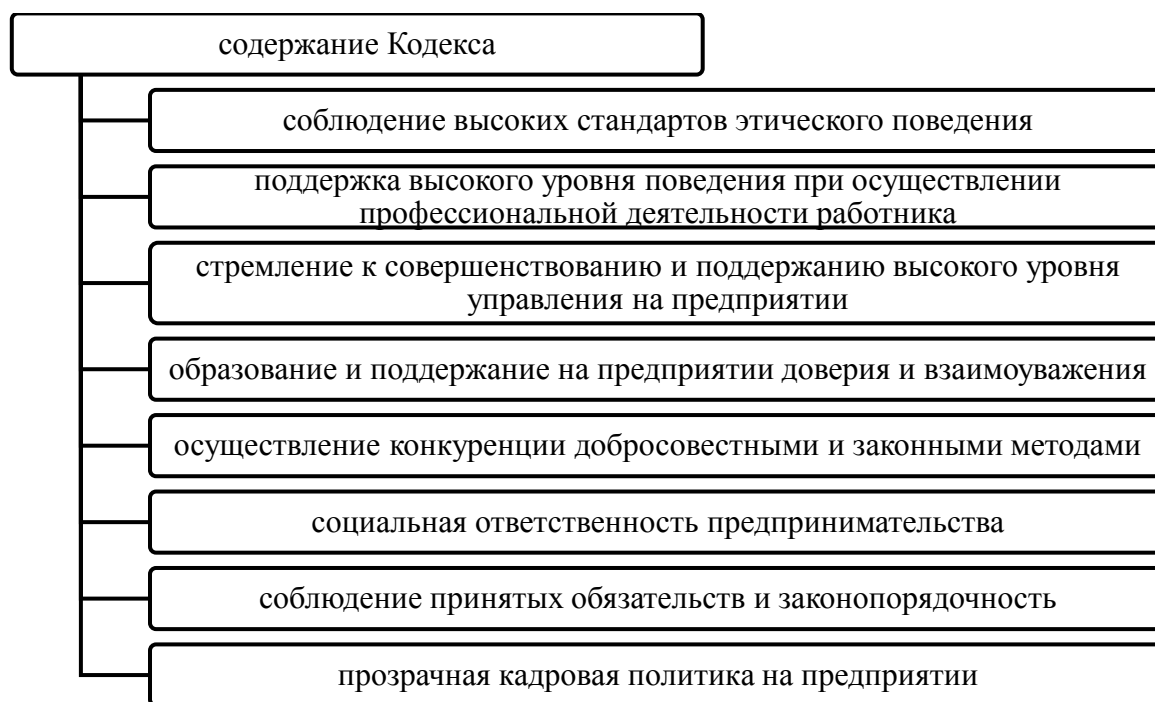 содержание Кодекса
соблюдение высоких стандартов этического поведения
поддержка высокого уровня поведения при осуществлении
профессиональной деятельности работника
стремление к совершенствованию и поддержанию высокого уровня
управления на предприятии
образование и поддержание на предприятии доверия и взаимоуважения
осуществление конкуренции добросовестными и законными методами
социальная ответственность предпринимательства
соблюдение принятых обязательств и законопорядочность
прозрачная кадровая политика на предприятии